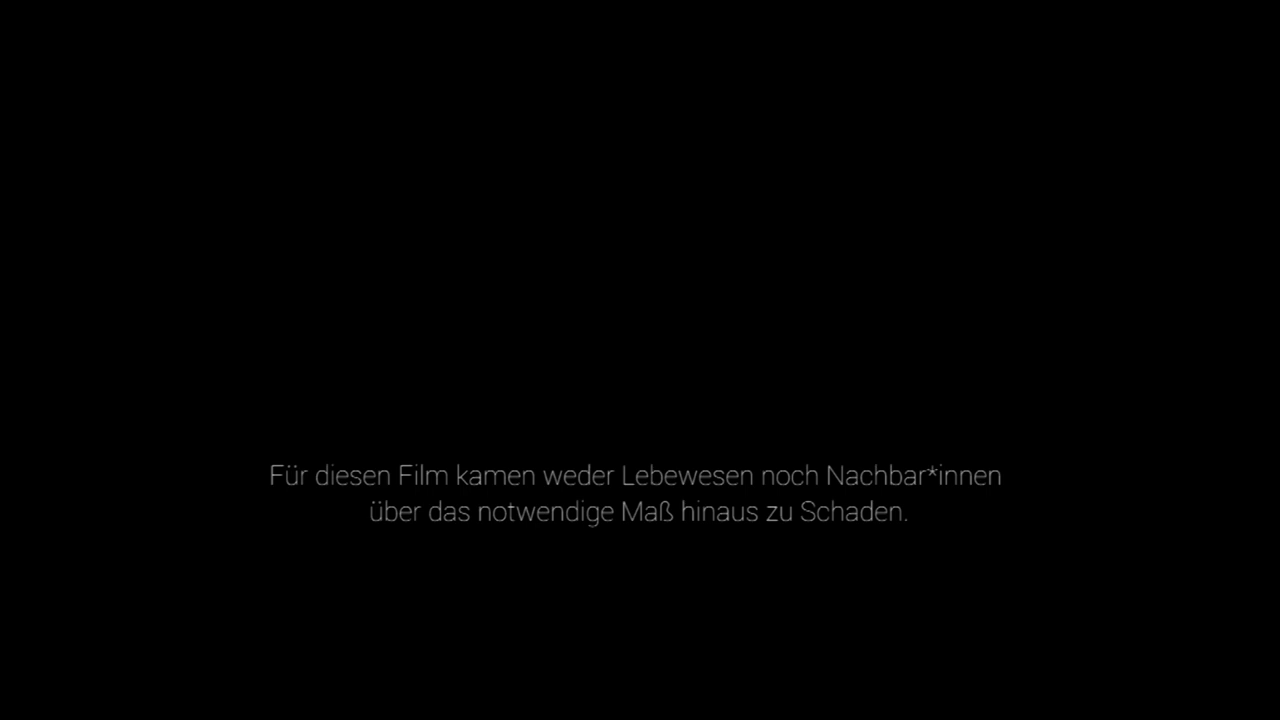 Für diesen Film kamen weder Lebewesen noch Nachbar*innen
über das notwendige Maß hinaus zu Schaden.